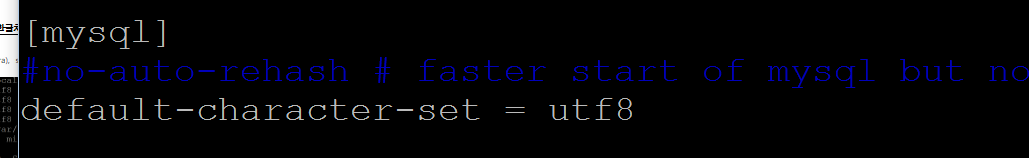 [mysql]
#no-auto-rehash # faster start of mysql but no
default-character-set = utf8